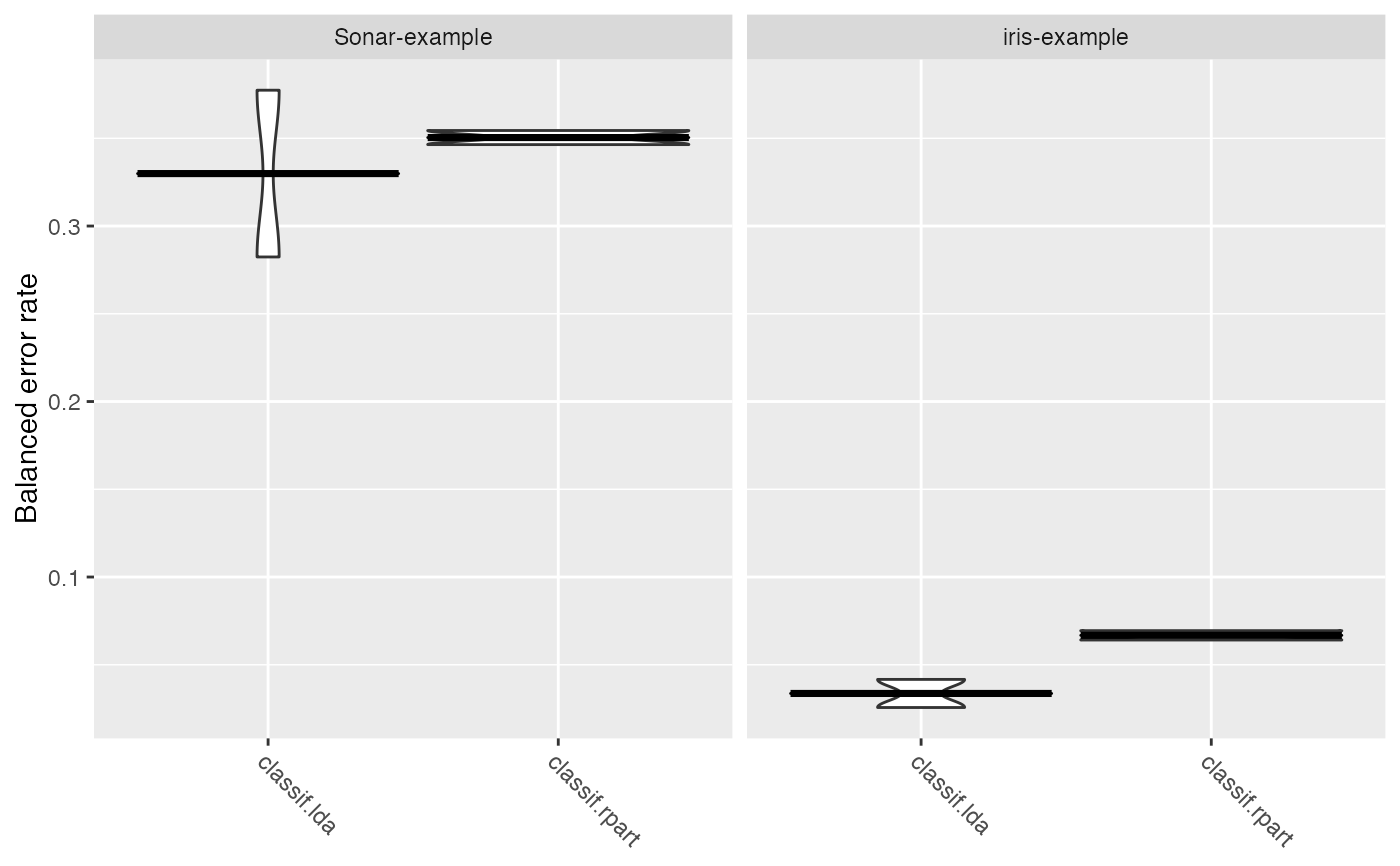 Sonar-example
iris-example
Balanced error rate
0.3
0.2
0.1
classif.lda
classif.rpart
classif.lda
classif.rpart